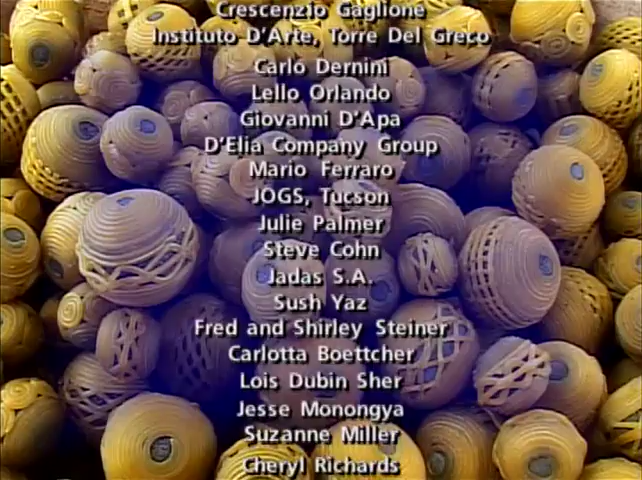 Crescenzio Gaglione
Instituto D'Arte, Torre Del Greco
Carlo Dernini
Lello Orlando
Giovanni D'Apa
D'Elia Company Group
Mario Ferraro
JOGS, Tucson
Julie Palmer
Steve Cohn
Jadas S.A.
Sush Yaz
Fred and Shirley Steiner
Carlotta Boettcher
Lois Dubin Sher
Jesse Monongya
Suzanne Miller
Cheryl Richards